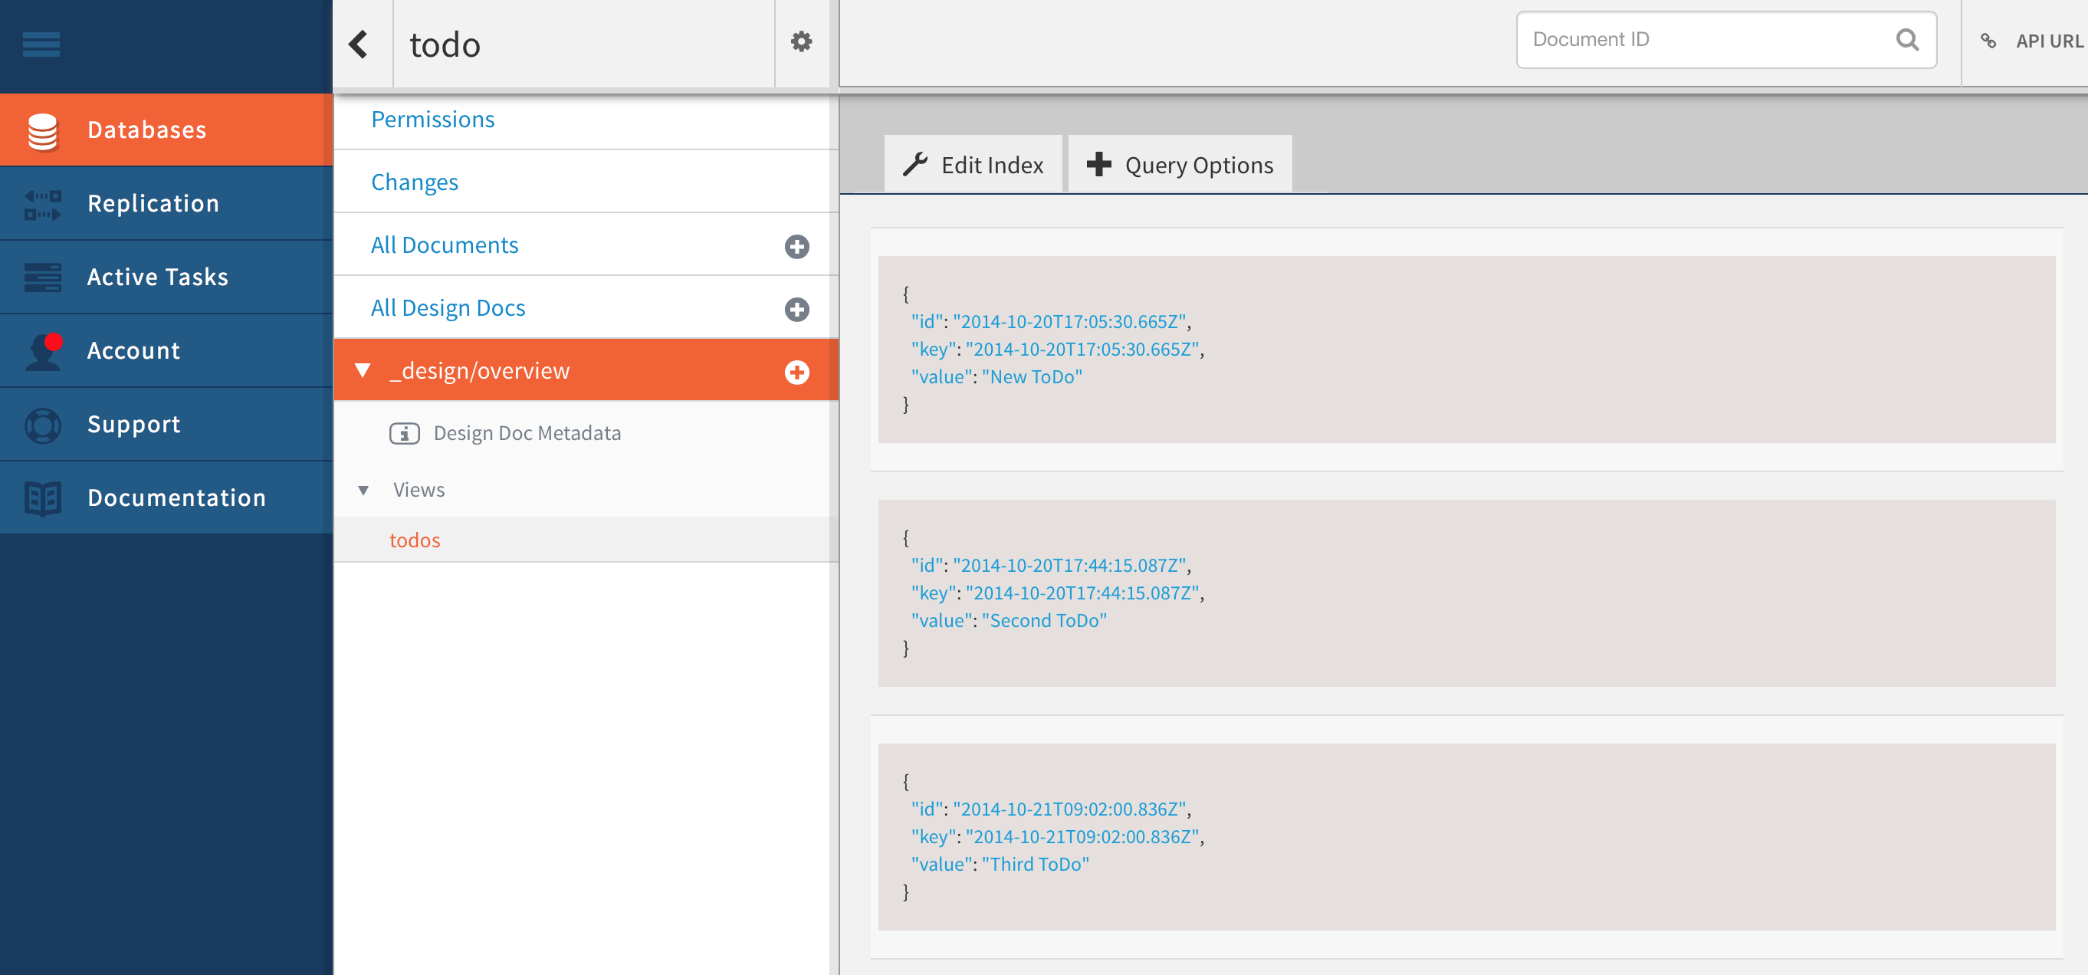 todo
Document ID
API URL
Databases
Replication
Active Tasks
Account
Support
Documentation
Permissions
Changes
All Documents
All Design Docs
_design/overview
Design Doc Metadata
Views
todos
Edit Index
Query Options
{
"id": "2014-10-20T17:05:30.665Z",
"key": "2014-10-20T17:05:30.665Z",
"value": "New ToDo"
}
{
"id": "2014-10-20T17:44:15.087Z",
"key": "2014-10-20T17:44:15.087Z",
"value": "Second ToDo"
}
{
"id": "2014-10-21T09:02:00.836Z",
"key": "2014-10-21T09:02:00.836Z",
"value": "Third ToDo"
}